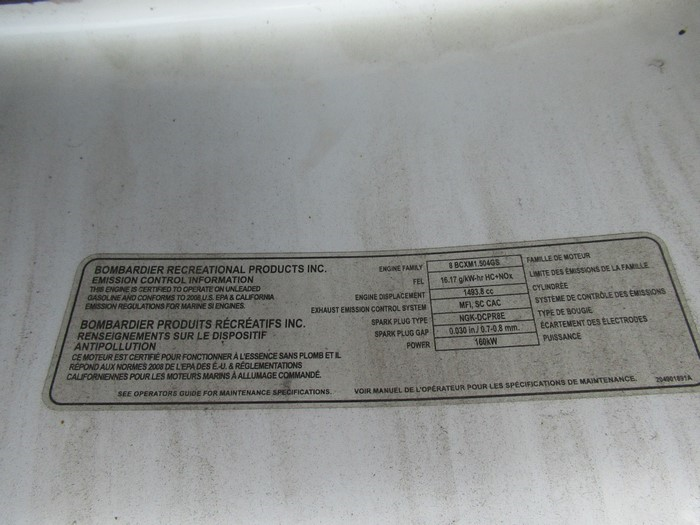 BOMBARDIER RECREATIONAL PRODUCTS INC.
EMISSION CONTROL INFORMATION
THIS ENGINE IS CERTIFIED TO OPERATE ON UNLEADED
GASOLINE AND CONFORMS TO 2008 U.S. EPA & CALIFORNIA
EMISSION REGULATIONS FOR MARINE SI ENGINES.
BOMBARDIER PRODUITS RÉCRÉATIFS INC.
RENSEIGNEMENTS SUR LE DISPOSITIF
ANTIPOLLUTION
CE MOTEUR EST CERTIFIÉ POUR FONCTIONNER À L'ESSENCE SANS PLOMB ET IL
RÉPOND AUX NORMES 2008 DE L'EPA DES É.-U. & RÉGLEMENTATIONS
CALIFORNIENNES POUR LES MOTEURS MARINS À ALLUMAGE COMMANDÉ.
ENGINE FAMILY 8 BCXM1.504GS FAMILLE DE MOTEUR
FEL 16.17 g/kW-hr HC+NOx LIMITE DES ÉMISSIONS DE LA FAMILLE
ENGINE DISPLACEMENT 1493.8 cc CYLINDRÉE
EXHAUST EMISSION CONTROL SYSTEM MFI, SC CAC SYSTÈME DE CONTRÔLE DES ÉMISSIONS
SPARK PLUG TYPE NGK-DCPR8E TYPE DE BOUGIE
SPARK PLUG GAP 0.030 in./ 0.7-0.8 mm. ÉCARTEMENT DES ÉLECTRODES
POWER 160kW PUISSANCE
SEE OPERATORS GUIDE FOR MAINTENANCE SPECIFICATIONS. VOIR MANUEL DE L'OPÉRATEUR POUR LES SPÉCIFICATIONS DE MAINTENANCE. 204901891A